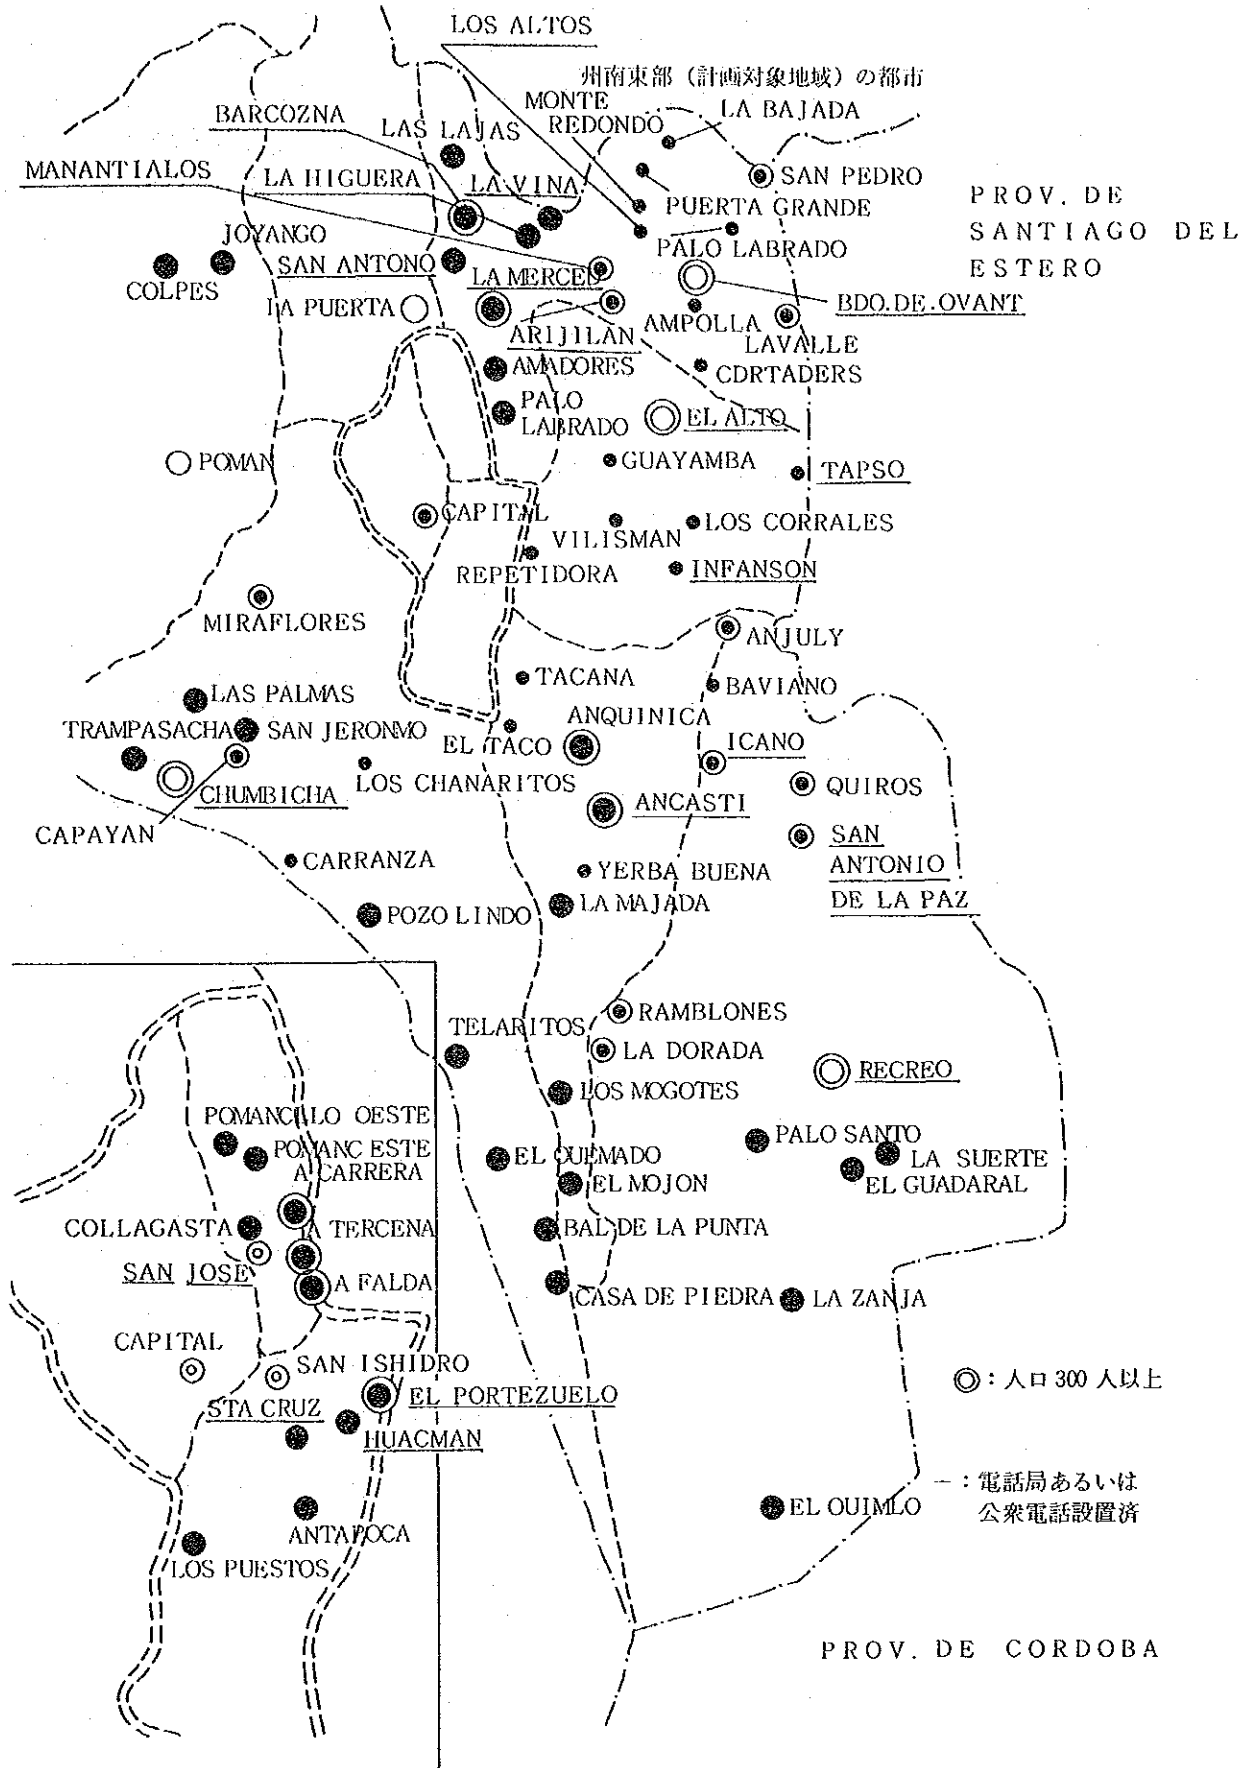 LOS ALTOS
州南東部（計画対象地域）の都市
MONTE
REDONDO
LA BAJADA
BARCOZNA
LAS LAJAS
MANANTIALOS
LA HIGUERA
LA VINA
SAN PEDRO
PUERTA GRANDE
PROV. DE
SANTIAGO DEL
ESTERO
JOYANGO
PALO LABRADO
COLPES
SAN ANTONO
LA MERCED
LA PUERTA
BDO.DE.OVANT
ARIJILAN
AMPOLLA
LAVALLE
AMADORES
CDRTADERS
PALO
LABRADO
EL ALTO
POMAN
GUAYAMBA
TAPSO
CAPITAL
VILISMAN
LOS CORRALES
REPETIDORA
INFANSON
MIRAFLORES
ANJULY
TACANA
BAVIANO
LAS PALMAS
ANQUINICA
TRAMPASACHA
SAN JERONMO
EL TACO
ICANO
LOS CHANARITOS
QUIROS
CHUMBICHA
ANCASTI
CAPAYAN
SAN
ANTONIO
DE LA PAZ
CARRANZA
YERBA BUENA
POZO LINDO
LA MAJADA
RAMBLONES
TELARITOS
LA DORADA
RECREO
LOS MOGOTES
POMANCILO OESTE
POMANC ESTE
A CARRERA
PALO SANTO
EL QUEMADO
LA SUERTE
EL MOJON
EL GUADARAL
COLLAGASTA
A TERCENA
BAL DE LA PUNTA
SAN JOSE
A FALDA
CASA DE PIEDRA
LA ZANJA
CAPITAL
SAN ISHIDRO
◎：人口 300 人以上
STA CRUZ
EL PORTEZUELO
HUACMAN
－：電話局あるいは
公衆電話設置済
EL QUIMLO
ANTAPOCA
LOS PUESTOS
PROV. DE CORDOBA